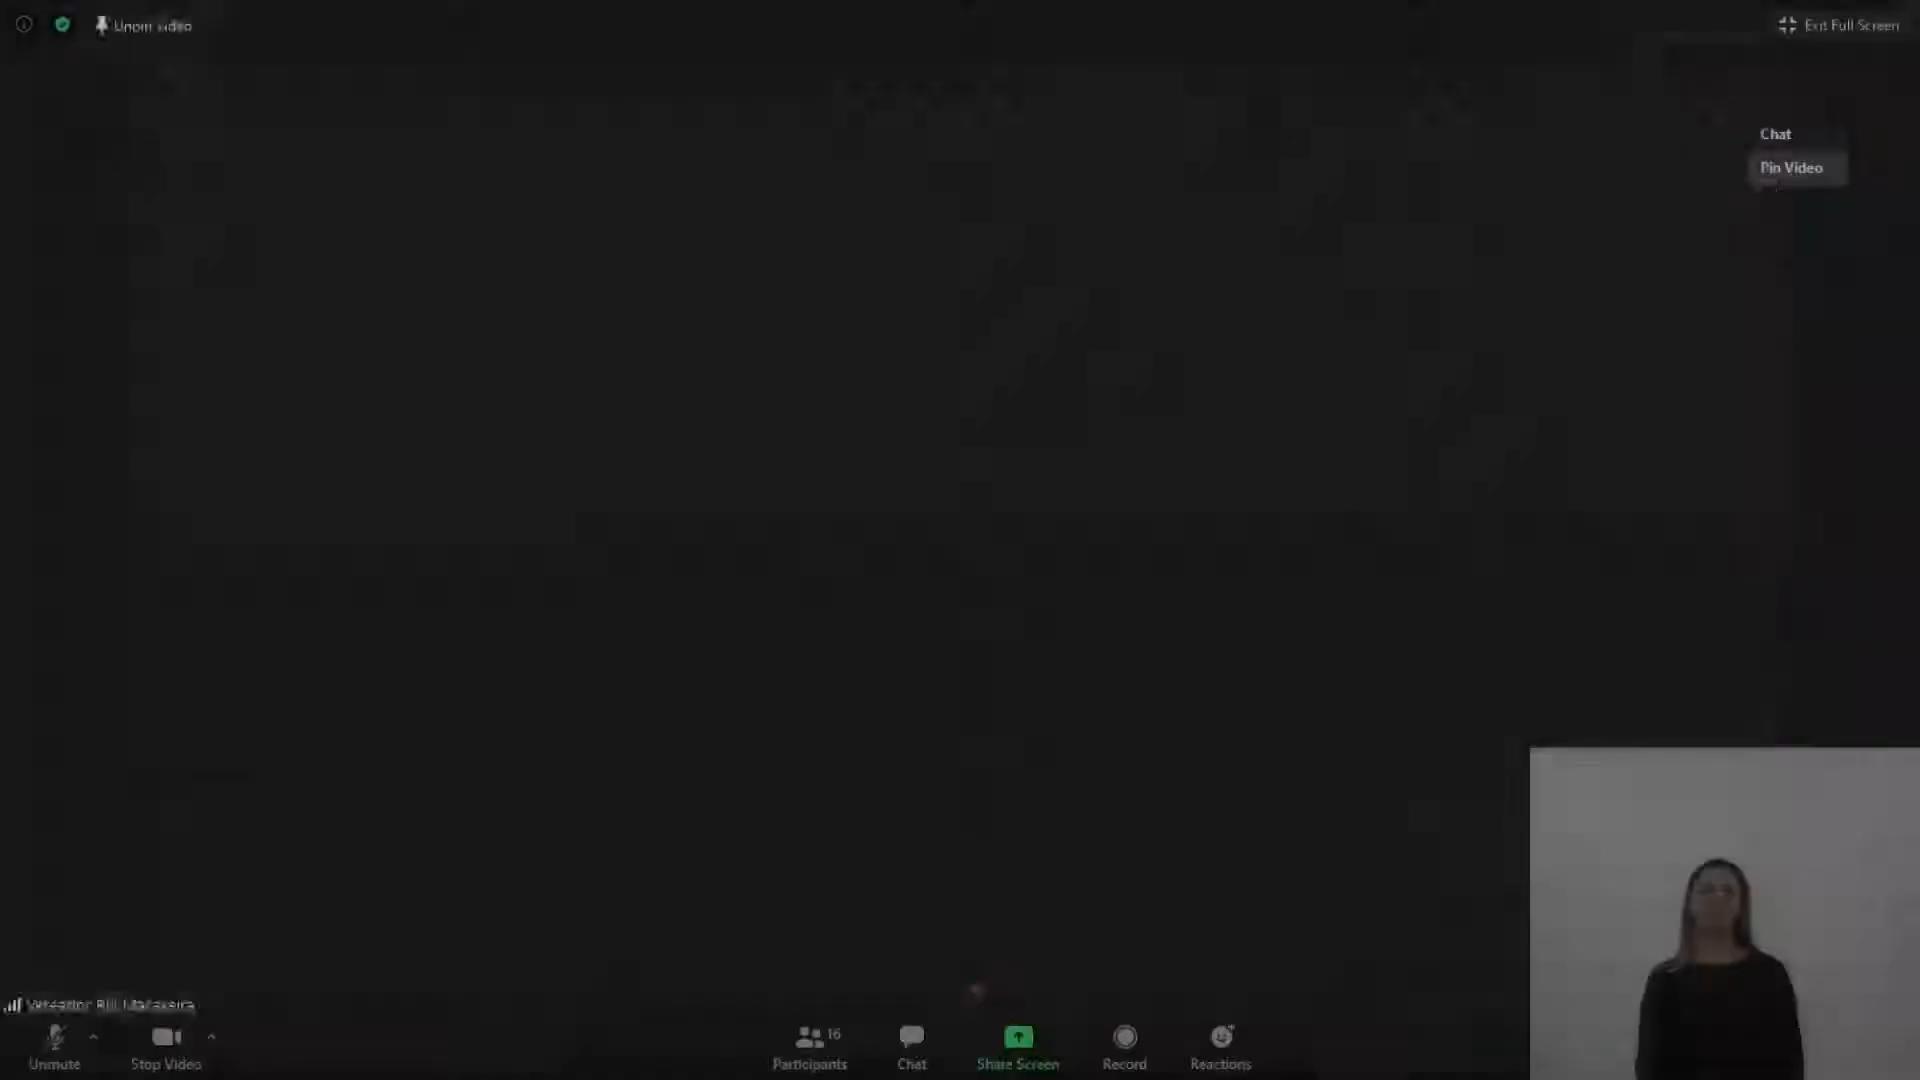 Unpin Video
Exit Full Screen
Chat
Pin Video
Unmute
Stop Video
16
Participants
Chat
Share Screen
Record
Reactions